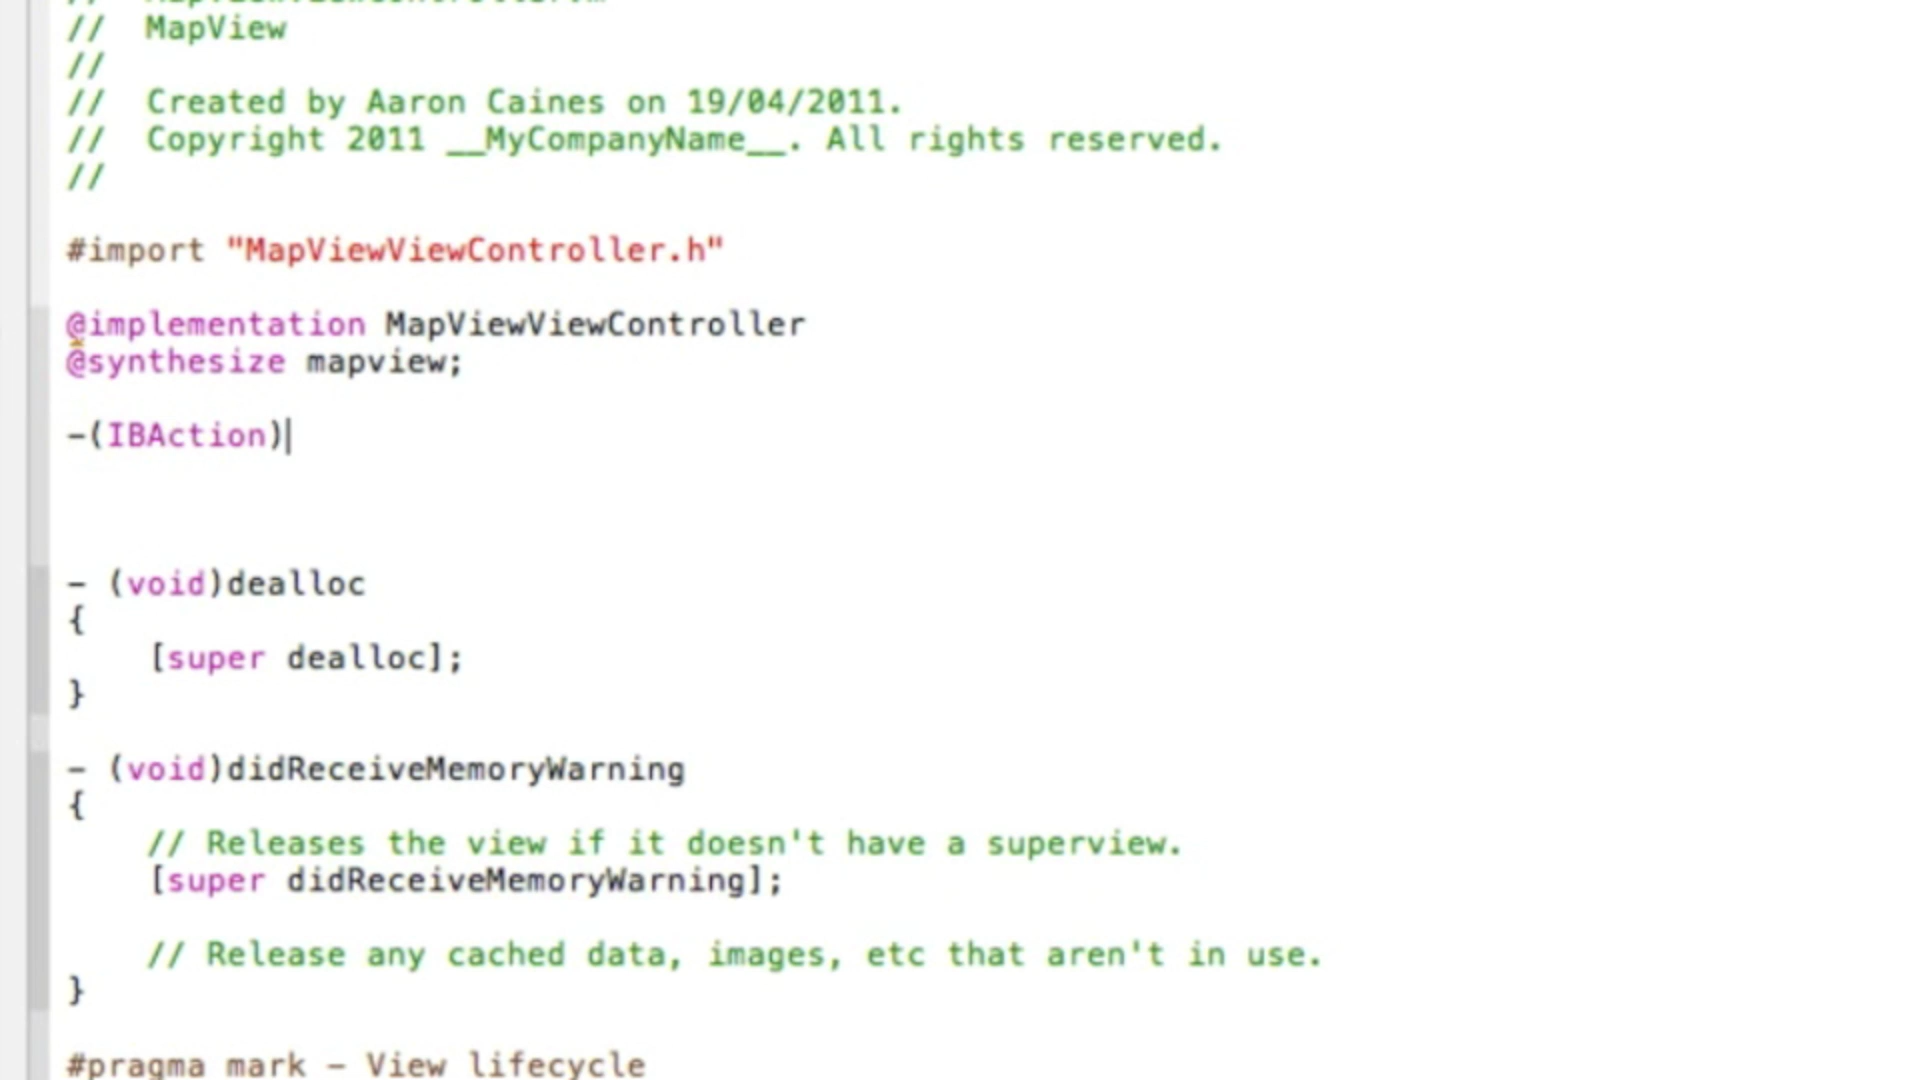 // MapView
//
// Created by Aaron Caines on 19/04/2011.
// Copyright 2011 __MyCompanyName__. All rights reserved.
//
#import "MapViewViewController.h"
@implementation MapViewViewController
@synthesize mapview;
-(IBAction)
- (void)dealloc
{
[super dealloc];
}
- (void)didReceiveMemoryWarning
{
// Releases the view if it doesn't have a superview.
[super didReceiveMemoryWarning];
// Release any cached data, images, etc that aren't in use.
}
#pragma mark - View lifecycle